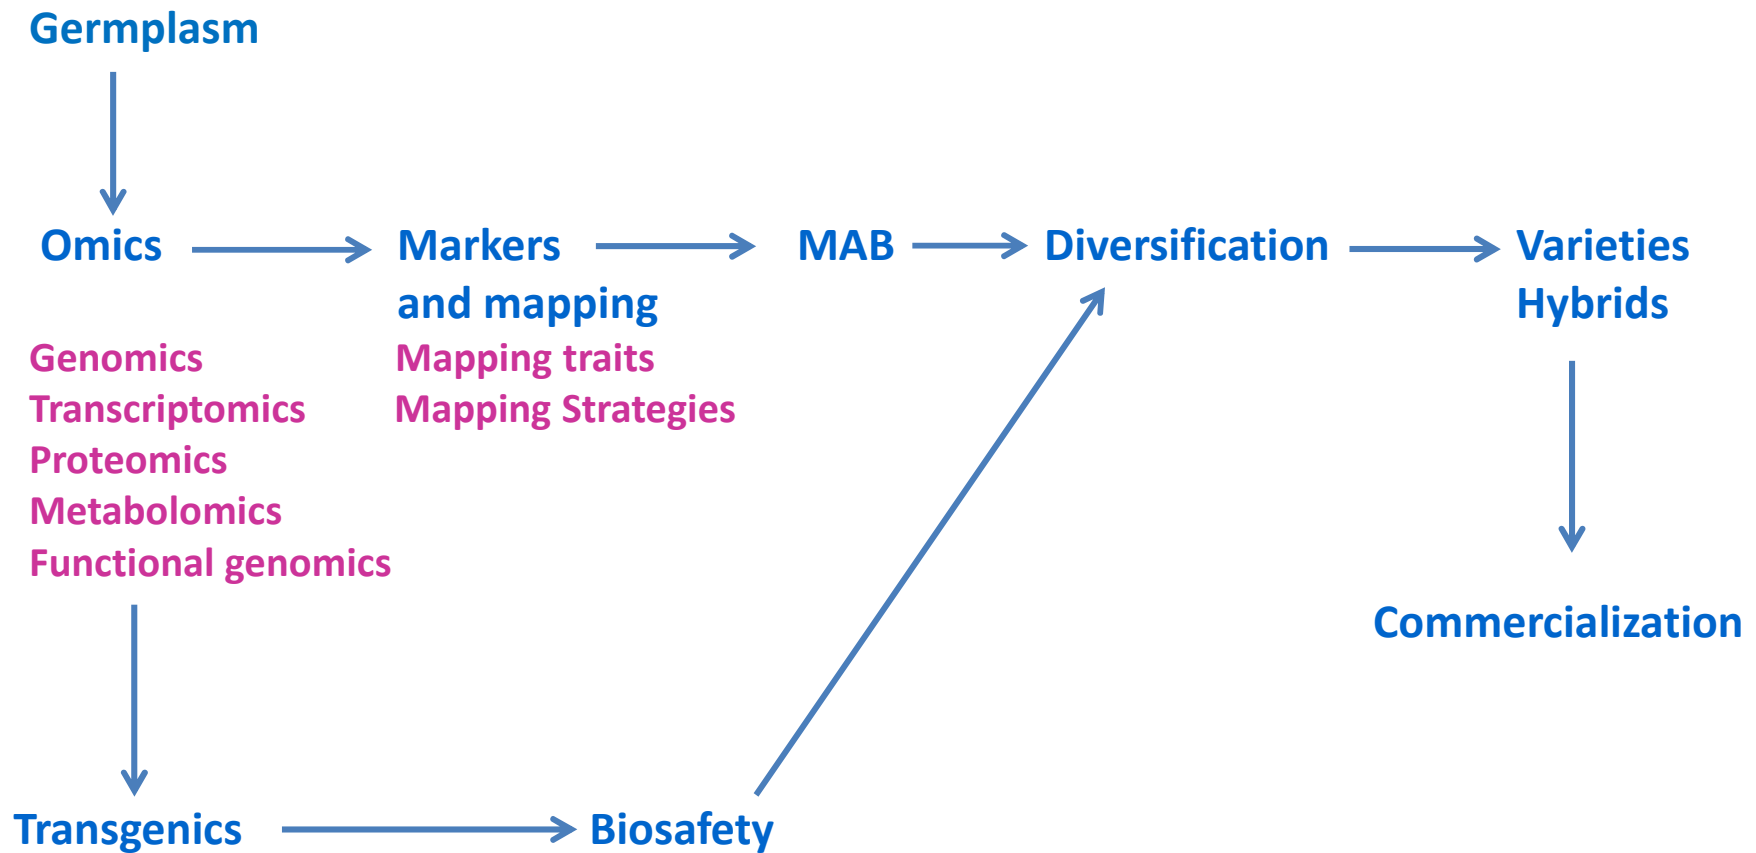 Germplasm
Omics
Markers
and mapping
MAB
Diversification
Varieties
Hybrids
Genomics
Transcriptomics
Proteomics
Metabolomics
Functional genomics
Mapping traits
Mapping Strategies
Commercialization
Transgenics
Biosafety